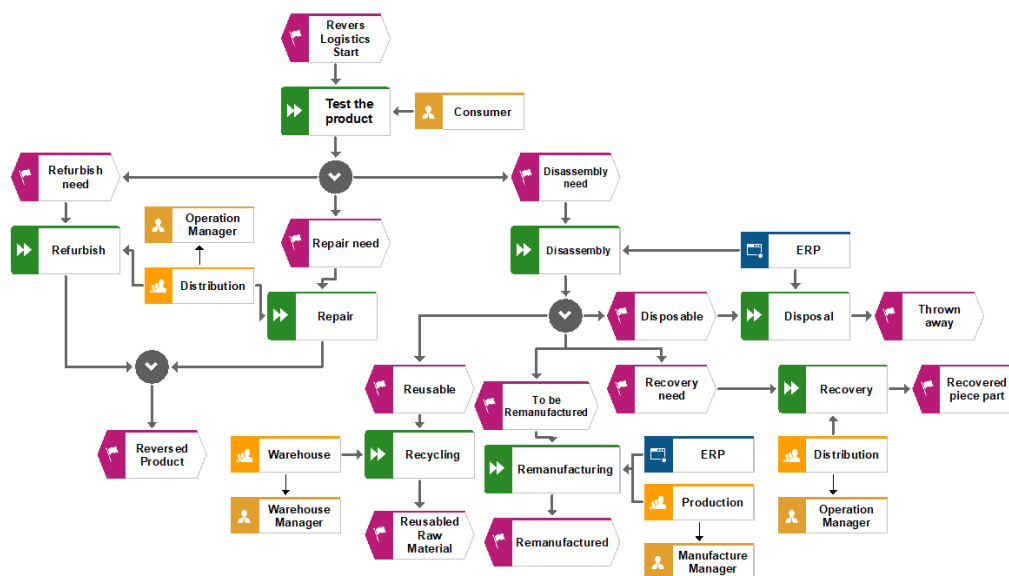 Revers
Logistics
Start
Test the
product
Consumer
Refurbish
need
Disassembly
need
Operation
Manager
Repair need
Refurbish
Disassembly
ERP
Distribution
Repair
Disposable
Disposal
Thrown
away
Reusable
To be
Remanufactured
Recovery
need
Recovery
Recovered
piece part
Reversed
Product
Warehouse
Recycling
Remanufacturing
ERP
Distribution
Warehouse
Manager
Production
Operation
Manager
Reusabled
Raw
Material
Remanufactured
Manufacture
Manager